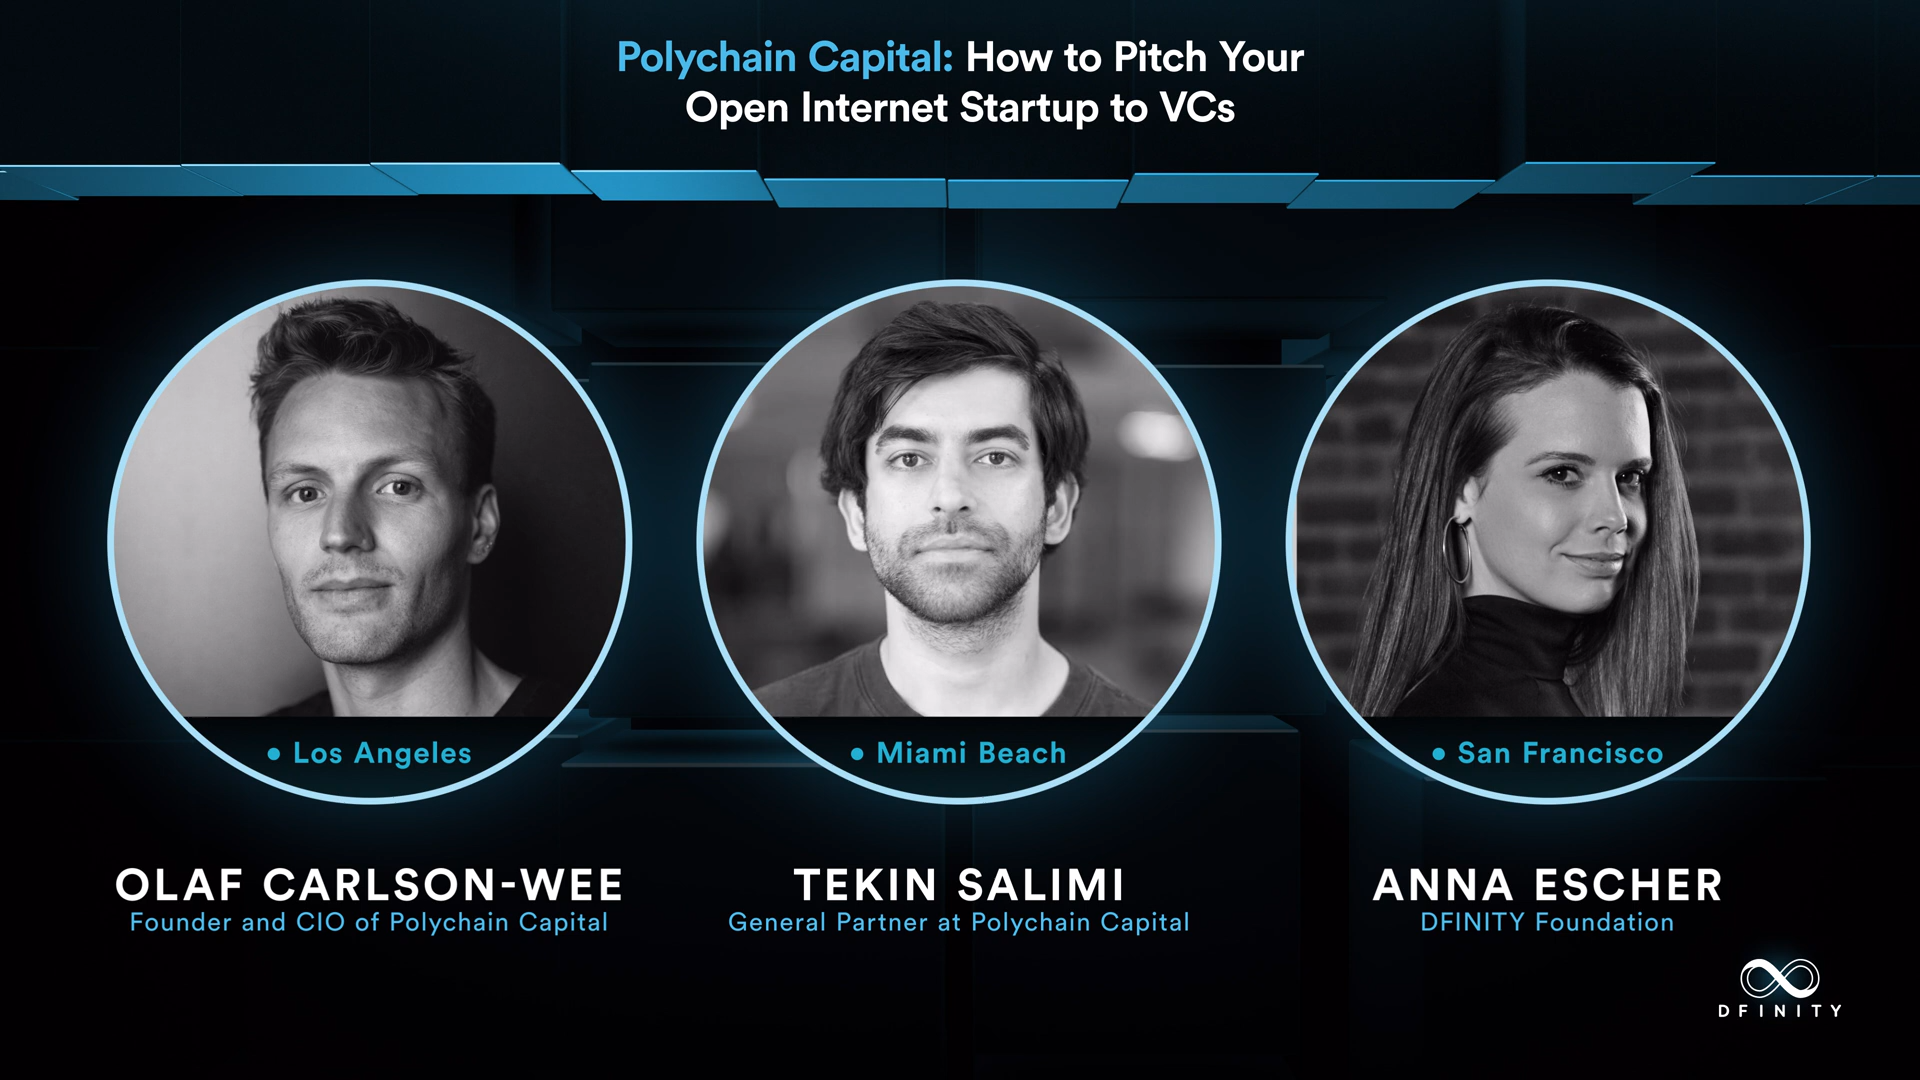 Polychain Capital: How to Pitch Your
Open Internet Startup to VCs
• Los Angeles
• Miami Beach
• San Francisco
OLAF CARLSON-WEE
Founder and CIO of Polychain Capital
TEKIN SALIMI
General Partner at Polychain Capital
ANNA ESCHER
DFINITY Foundation
DFINITY